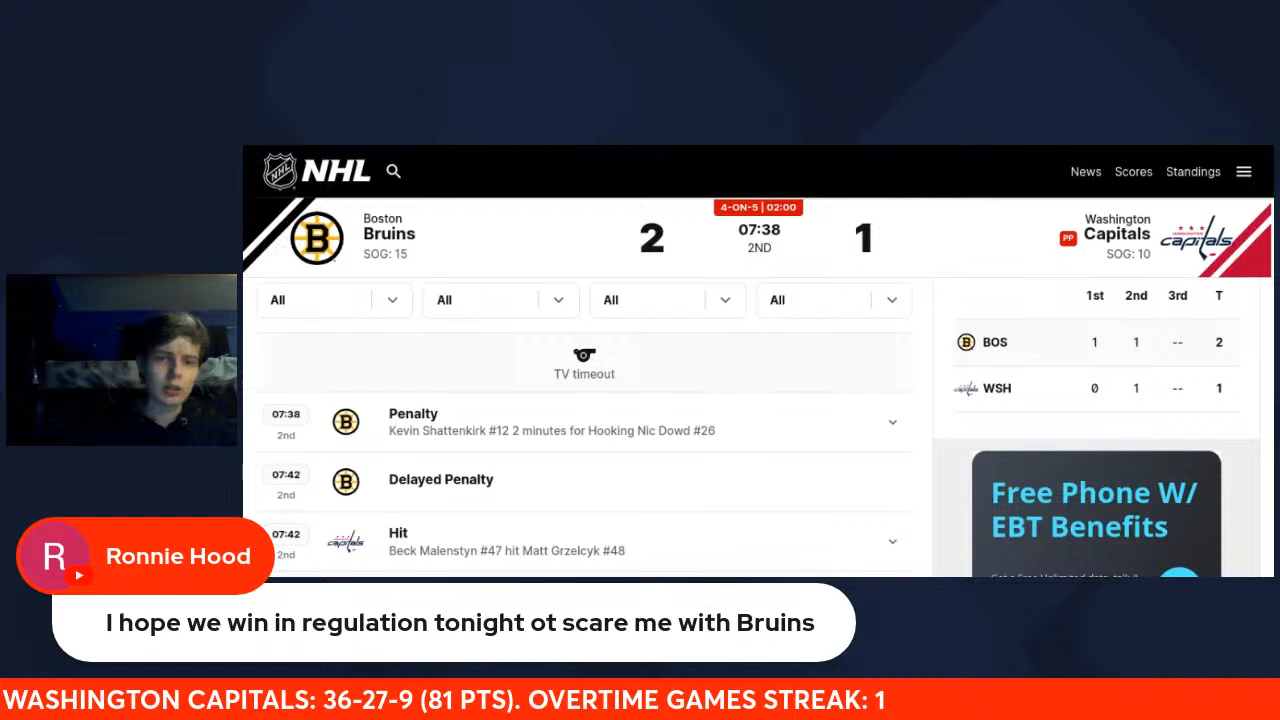 NHL
News Scores Standings
4-ON-5 | 02:00
Boston
Bruins
SOG: 15
2
07:38
2ND
1
PP
Washington
Capitals
SOG: 10
capitals
All All All All
TV timeout
07:38
2nd
Penalty
Kevin Shattenkirk #12 2 minutes for Hooking Nic Dowd #26
07:42
2nd
Delayed Penalty
07:42
2nd
Hit
Beck Malenstyn #47 hit Matt Grzelcyk #48
1st 2nd 3rd T
BOS 1 1 -- 2
WSH 0 1 -- 1
Free Phone W/
EBT Benefits
R
Ronnie Hood
I hope we win in regulation tonight ot scare me with Bruins
WASHINGTON CAPITALS: 36-27-9 (81 PTS). OVERTIME GAMES STREAK: 1